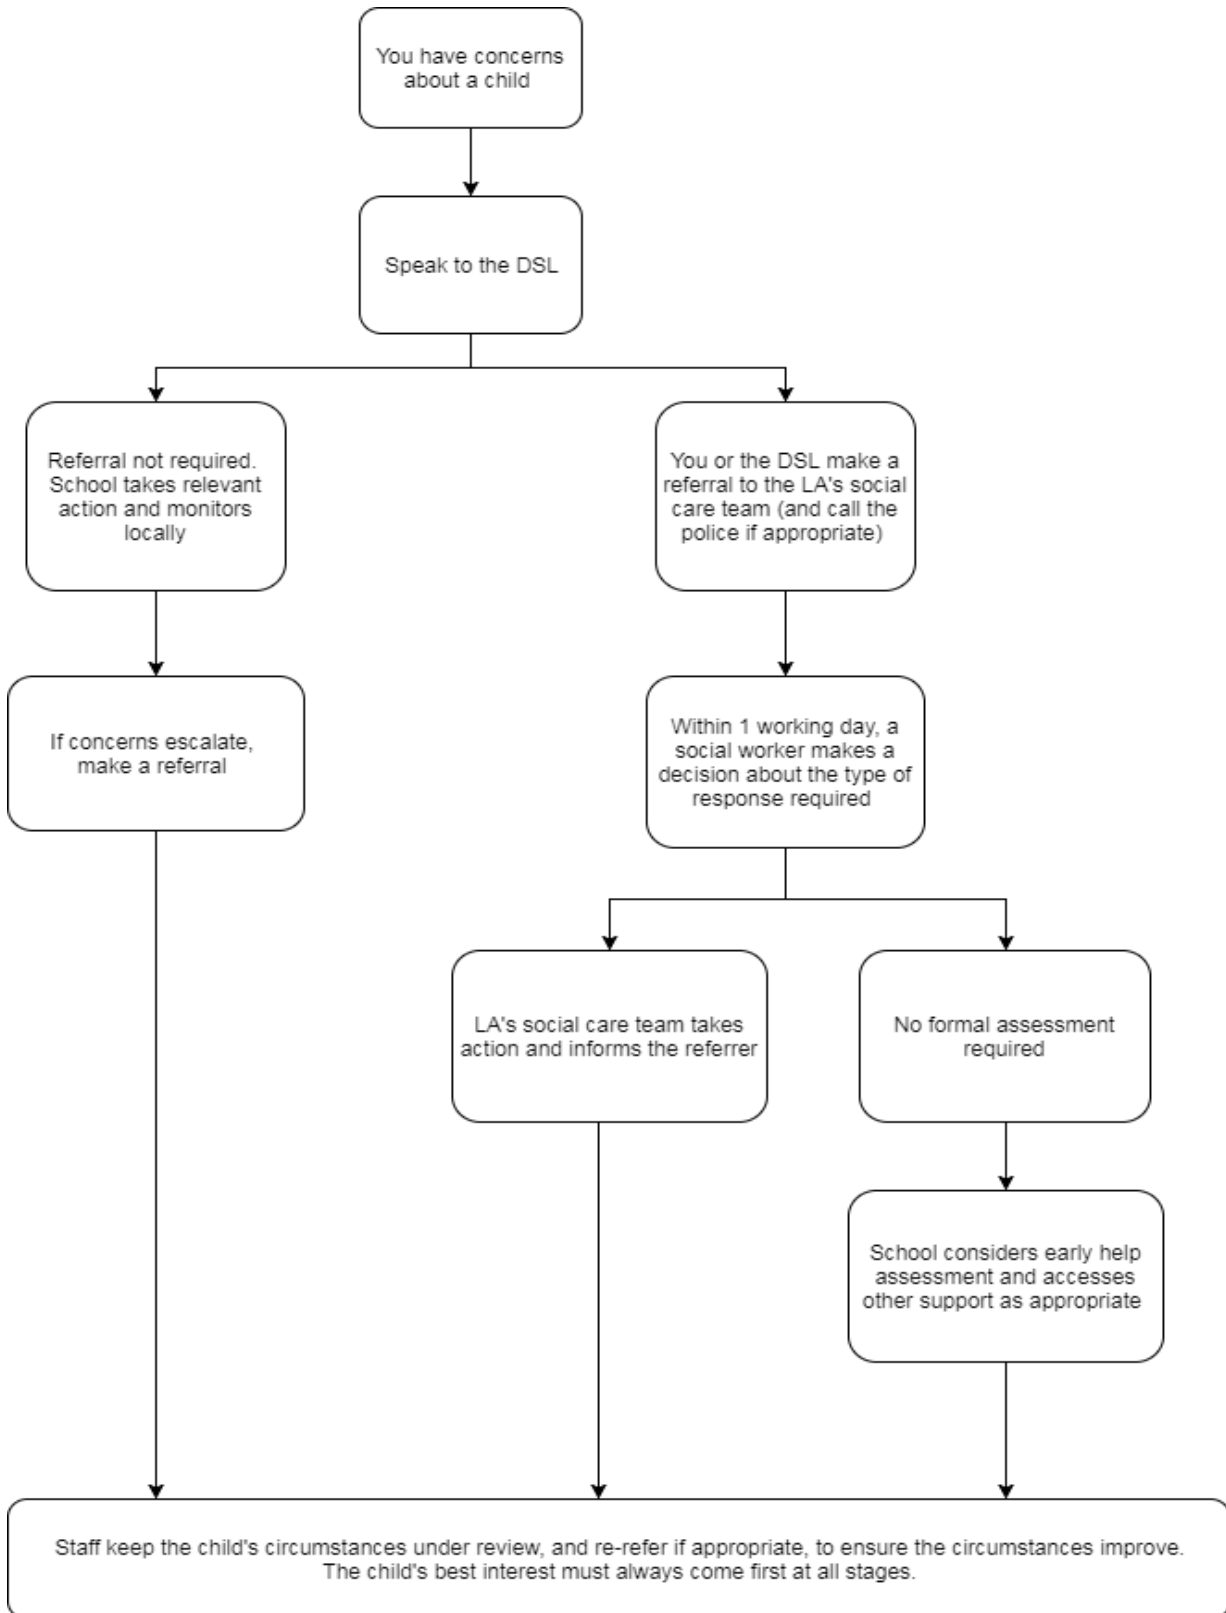 You have concerns
about a child
Speak to the DSL
Referral not required.
School takes relevant
action and monitors
locally
You or the DSL make a
referral to the LA's social
care team (and call the
police if appropriate)
If concerns escalate,
make a referral
Within 1 working day, a
social worker makes a
decision about the type of
response required
LA's social care team takes
action and informs the referrer
No formal assessment
required
School considers early help
assessment and accesses
other support as appropriate
Staff keep the child's circumstances under review, and re-refer if appropriate, to ensure the circumstances improve.
The child's best interest must always come first at all stages.